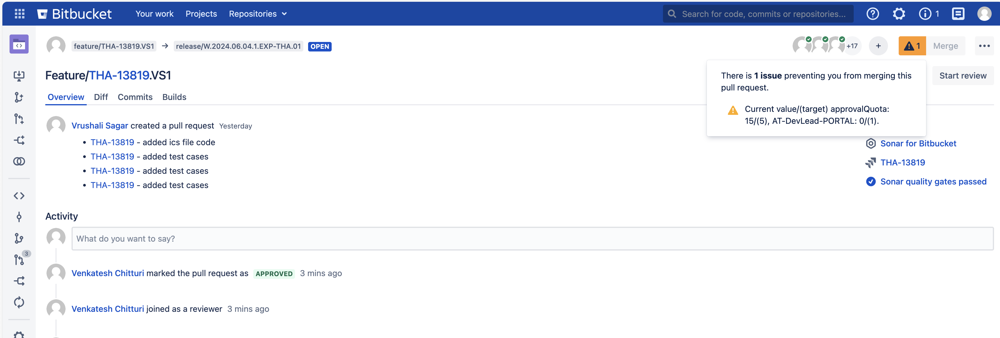 Bitbucket Your work Projects Repositories Search for code, commits or repositories... 1
feature/THA-13819.VS1 → release/W.2024.06.04.1.EXP-THA.01 OPEN +17 + 1 Merge
Feature/THA-13819.VS1
Start review
There is 1 issue preventing you from merging this
pull request.
Current value/(target) approvalQuota:
15/(5), AT-DevLead-PORTAL: 0/(1).
Overview Diff Commits Builds
Vrushali Sagar created a pull request Yesterday
• THA-13819 - added ics file code
• THA-13819 - added test cases
• THA-13819 - added test cases
• THA-13819 - added test cases
Sonar for Bitbucket
THA-13819
Sonar quality gates passed
Activity
What do you want to say?
3
Venkatesh Chitturi marked the pull request as APPROVED 3 mins ago
Venkatesh Chitturi joined as a reviewer 3 mins ago